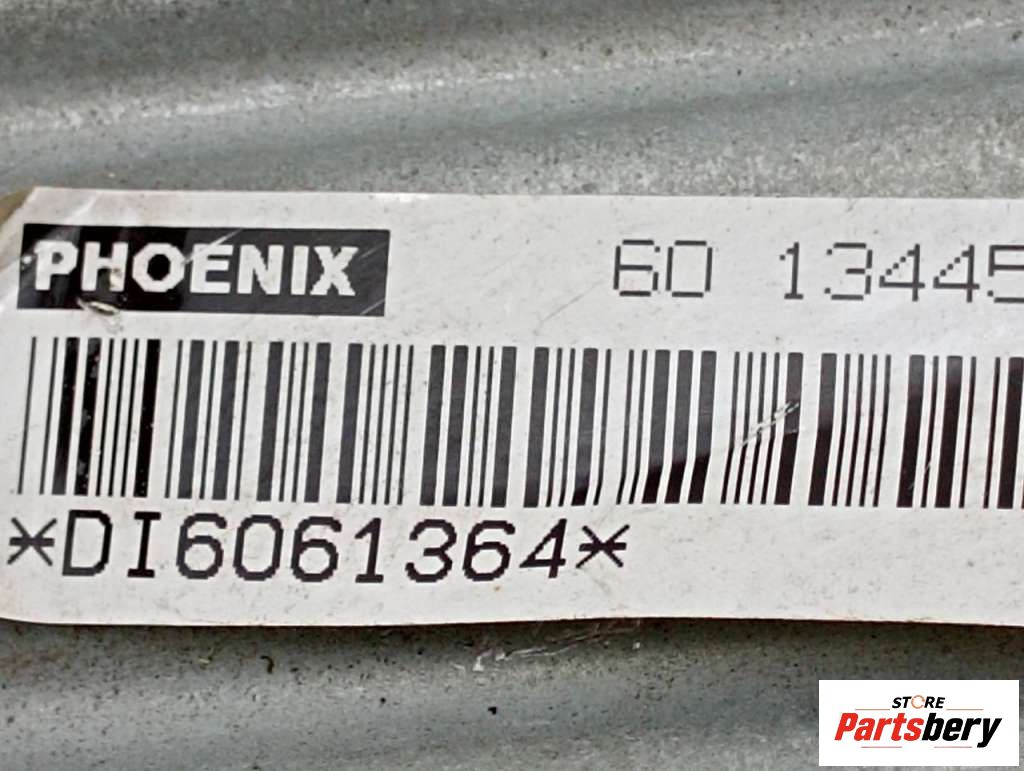 PHOENIX 60 13445
*DI6061364*
STORE
Partsbery